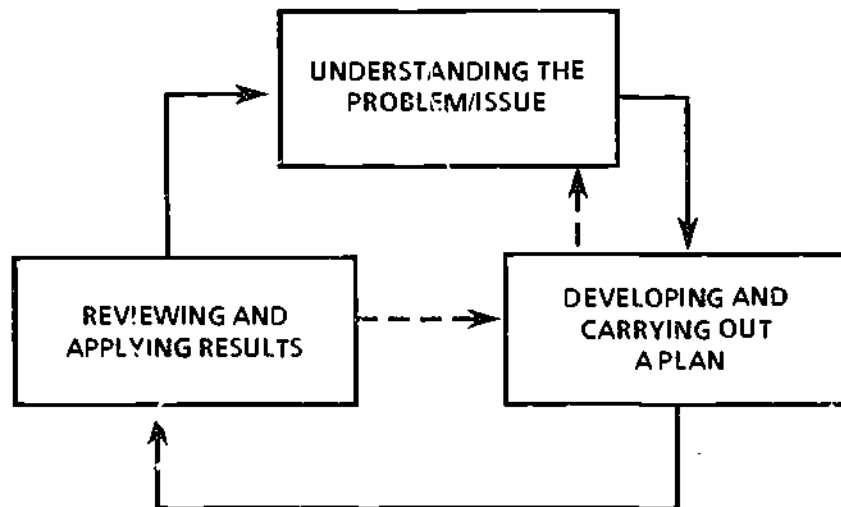 UNDERSTANDING THE
PROBLEM/ISSUE
REVIEWING AND
APPLYING RESULTS
DEVELOPING AND
CARRYING OUT
A PLAN